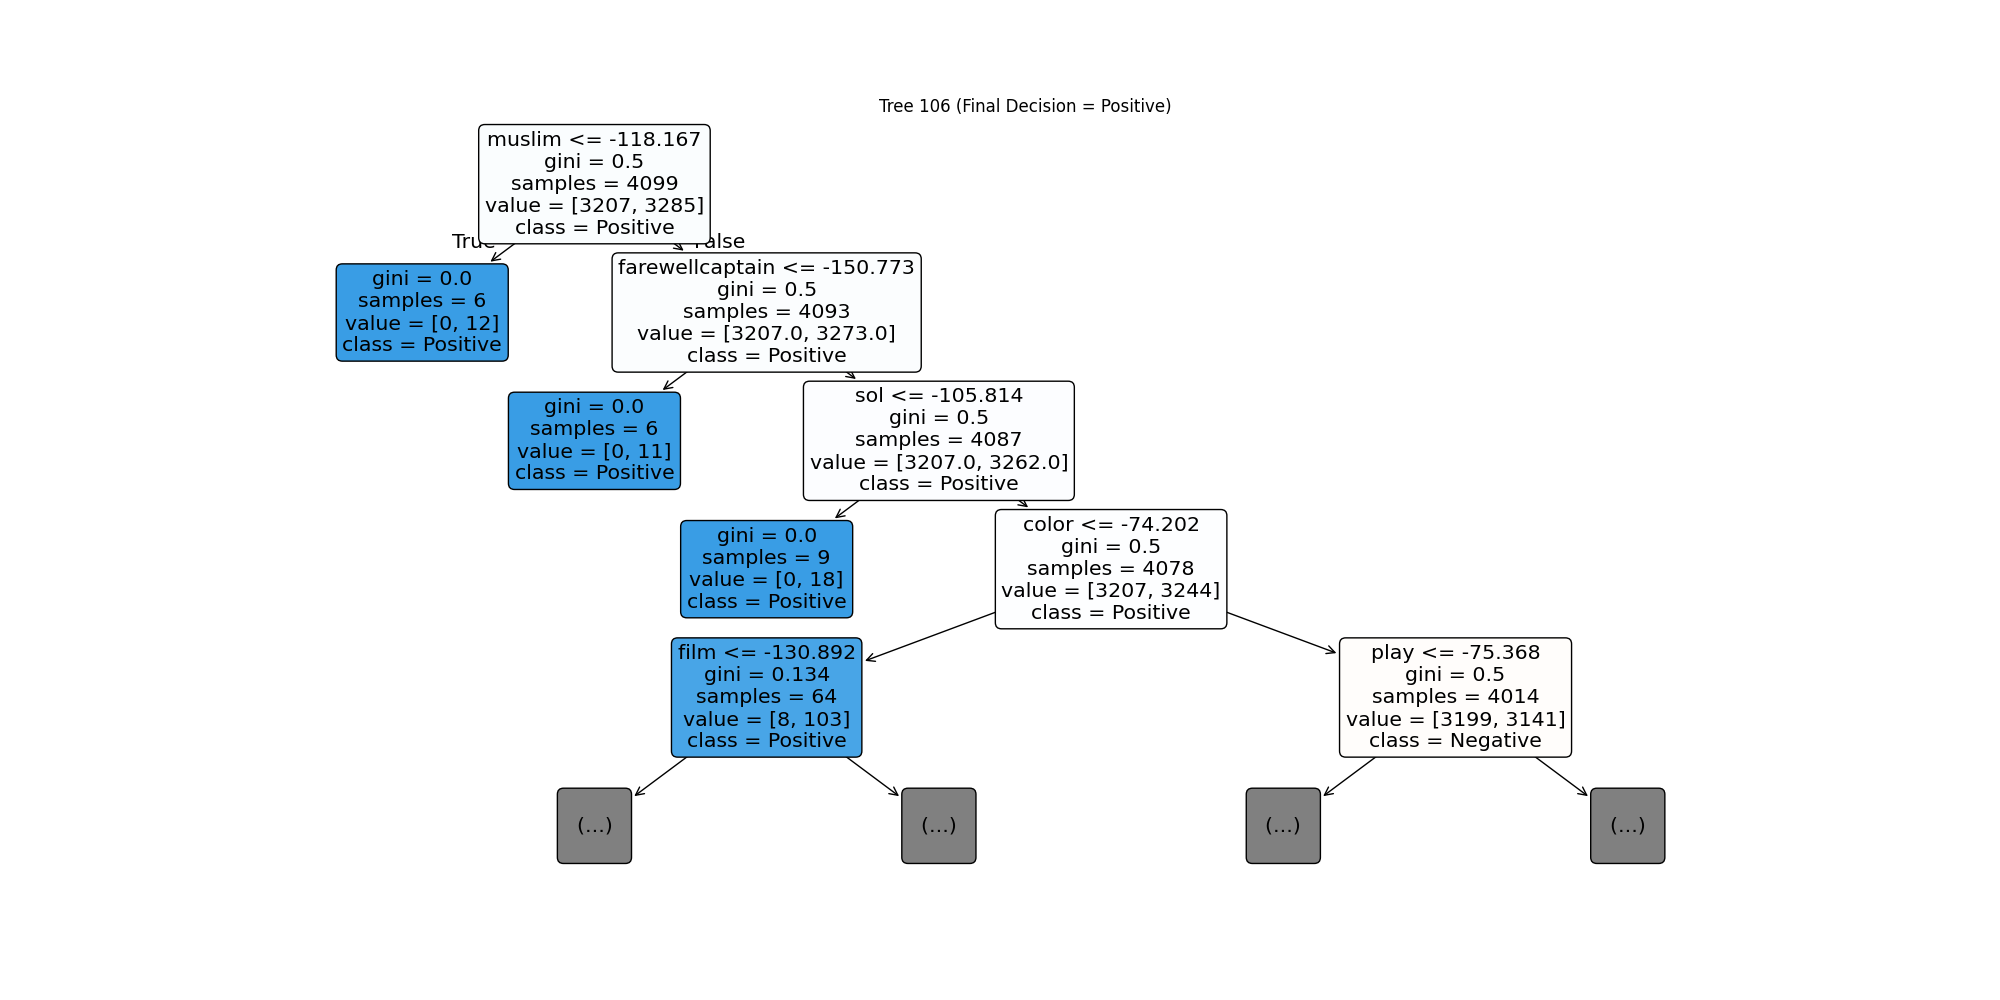 Tree 106 (Final Decision = Positive)
muslim <= -118.167
gini = 0.5
samples = 4099
value = [3207, 3285]
class = Positive
True
False
gini = 0.0
samples = 6
value = [0, 12]
class = Positive
farewellcaptain <= -150.773
gini = 0.5
samples = 4093
value = [3207.0, 3273.0]
class = Positive
gini = 0.0
samples = 6
value = [0, 11]
class = Positive
sol <= -105.814
gini = 0.5
samples = 4087
value = [3207.0, 3262.0]
class = Positive
gini = 0.0
samples = 9
value = [0, 18]
class = Positive
color <= -74.202
gini = 0.5
samples = 4078
value = [3207, 3244]
class = Positive
film <= -130.892
gini = 0.134
samples = 64
value = [8, 103]
class = Positive
play <= -75.368
gini = 0.5
samples = 4014
value = [3199, 3141]
class = Negative
(...)
(...)
(...)
(...)